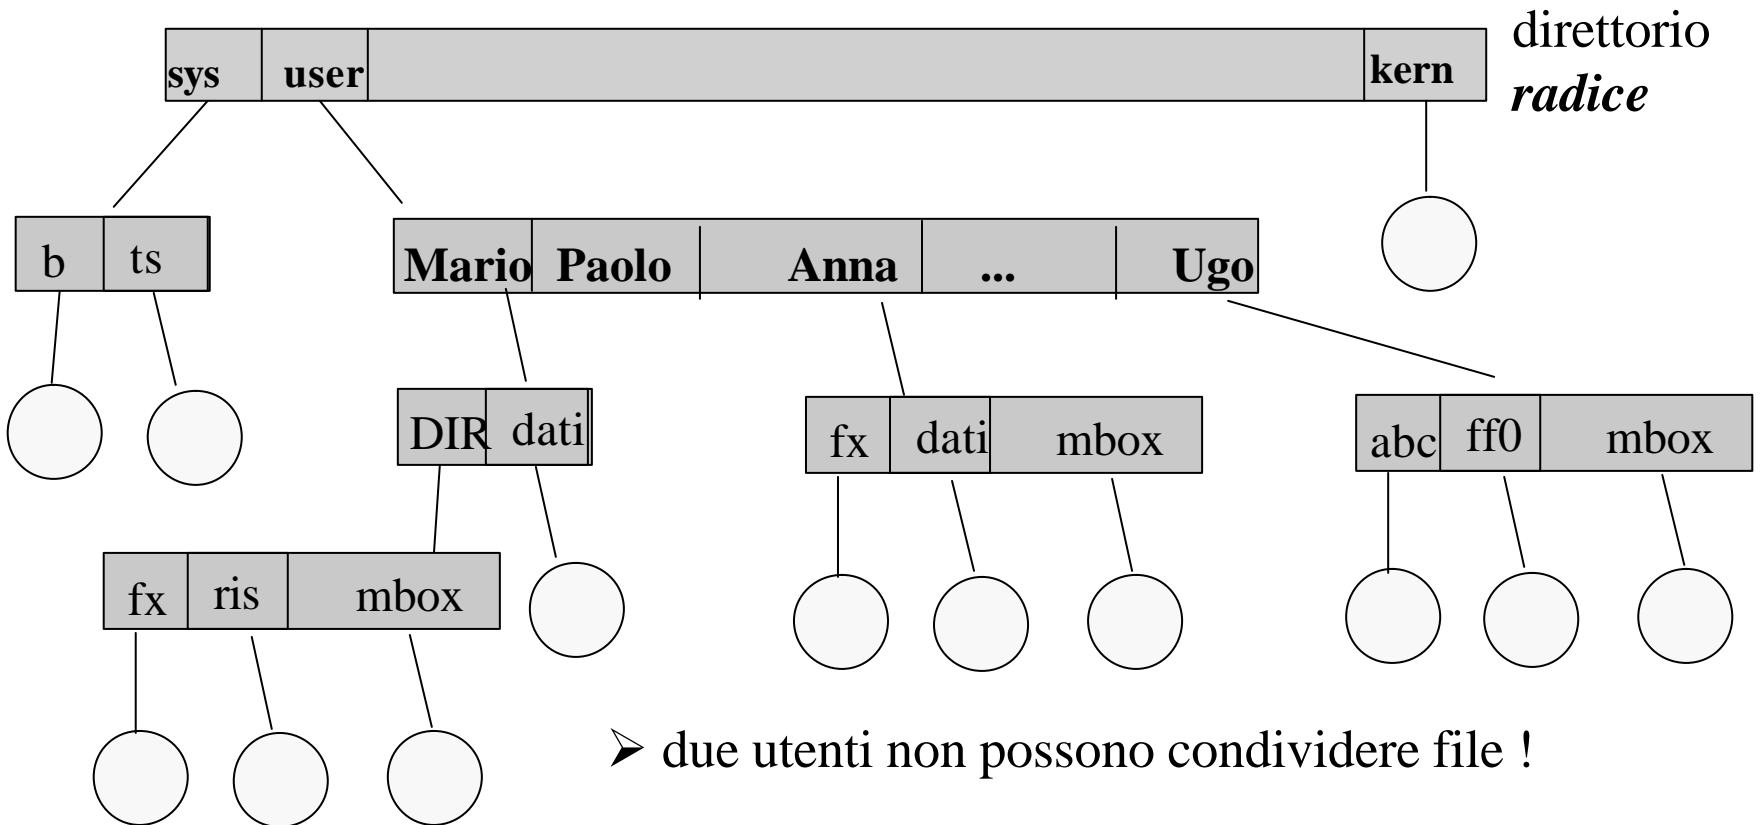 direttorio
radice
sys user kern
b ts
Mario Paolo Anna ... Ugo
DIR dati
fx dati mbox
abc ff0 mbox
fx ris mbox
➢ due utenti non possono condividere file !